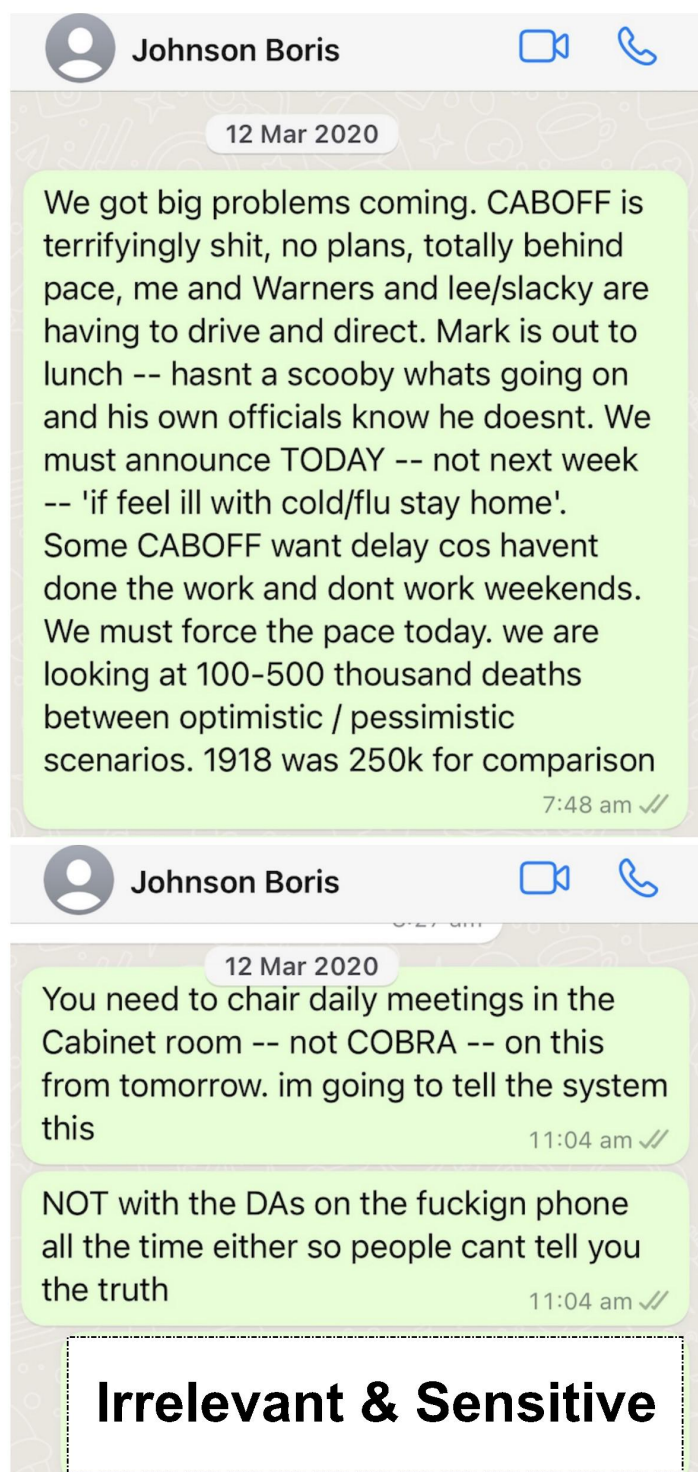 Johnson Boris
12 Mar 2020
We got big problems coming. CABOFF is
terrifyingly shit, no plans, totally behind
pace, me and Warners and lee/slacky are
having to drive and direct. Mark is out to
lunch -- hasnt a scooby whats going on
and his own officials know he doesnt. We
must announce TODAY -- not next week
-- 'if feel ill with cold/flu stay home'.
Some CABOFF want delay cos havent
done the work and dont work weekends.
We must force the pace today. we are
looking at 100-500 thousand deaths
between optimistic / pessimistic
scenarios. 1918 was 250k for comparison
7:48 am
Johnson Boris
12 Mar 2020
You need to chair daily meetings in the
Cabinet room -- not COBRA -- on this
from tomorrow. im going to tell the system
this
11:04 am
NOT with the DAs on the fuckign phone
all the time either so people cant tell you
the truth
11:04 am
Irrelevant & Sensitive